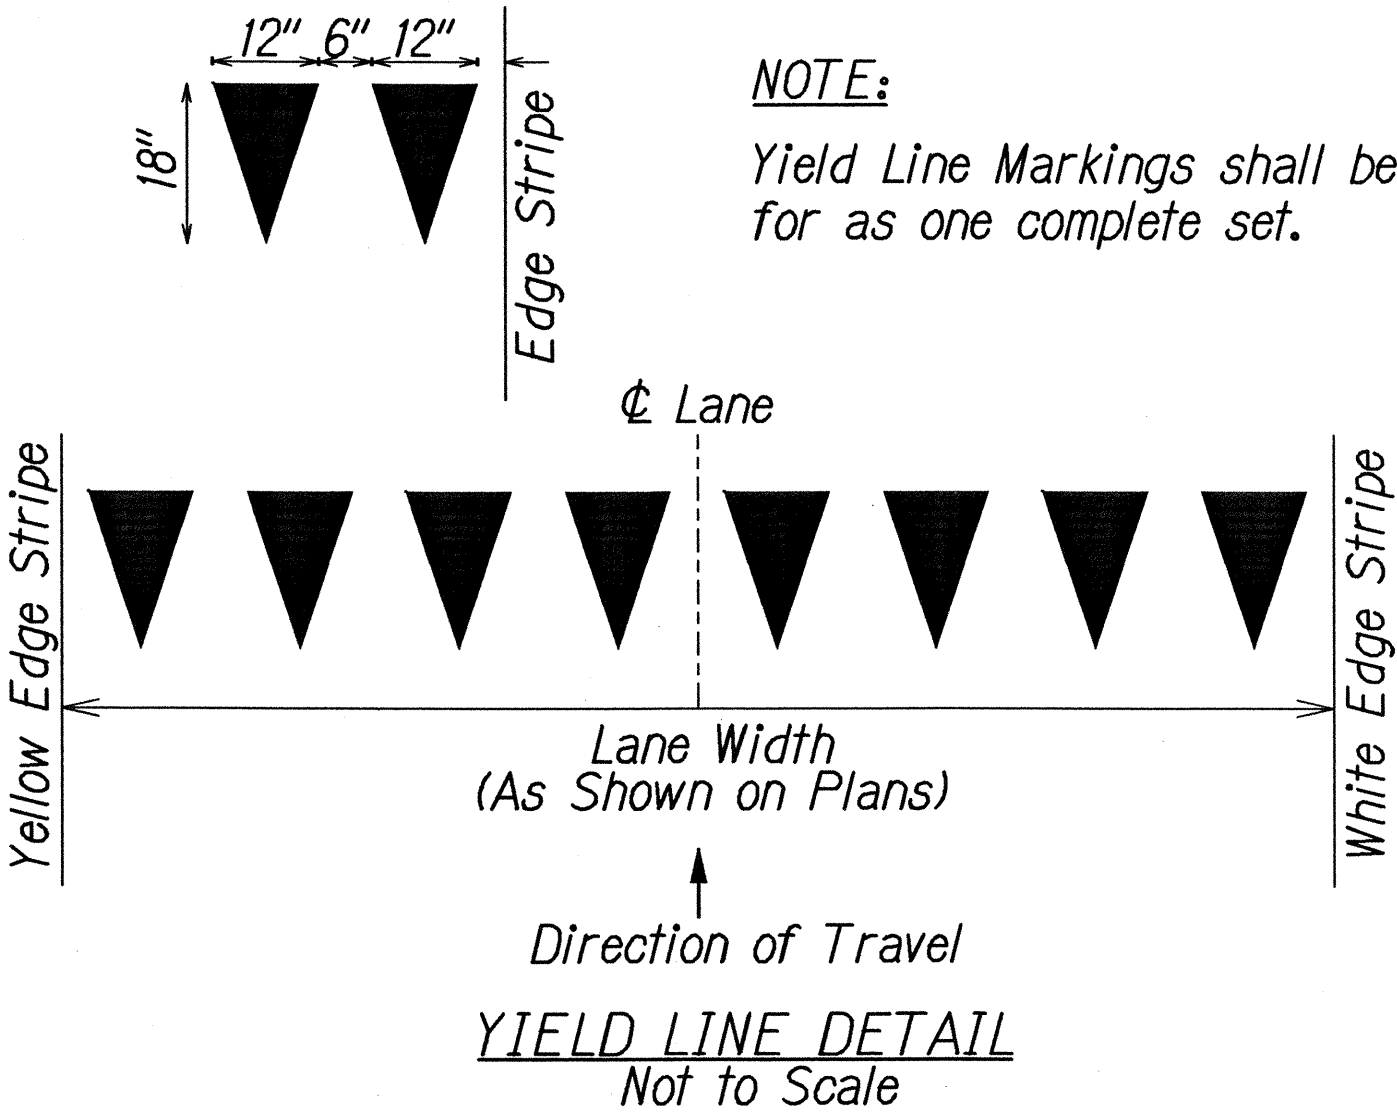 12" 6" 12"
18"
Edge Stripe
NOTE:
Yield Line Markings shall be
for as one complete set.
℄ Lane
Yellow Edge Stripe
White Edge Stripe
Lane Width
(As Shown on Plans)
Direction of Travel
YIELD LINE DETAIL
Not to Scale